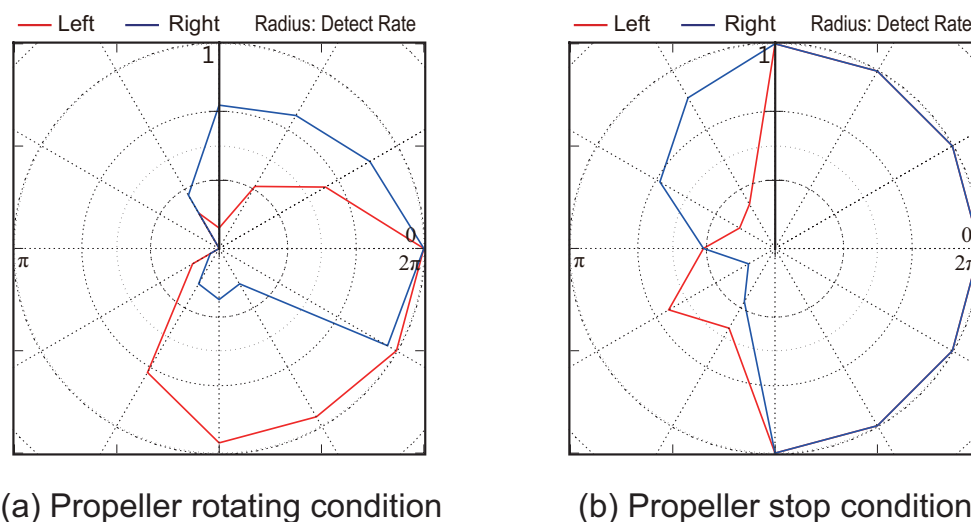 Left Right Radius: Detect Rate
1
0
π
2π
(a) Propeller rotating condition
Left Right Radius: Detect Rate
1
0
π
2π
(b) Propeller stop condition